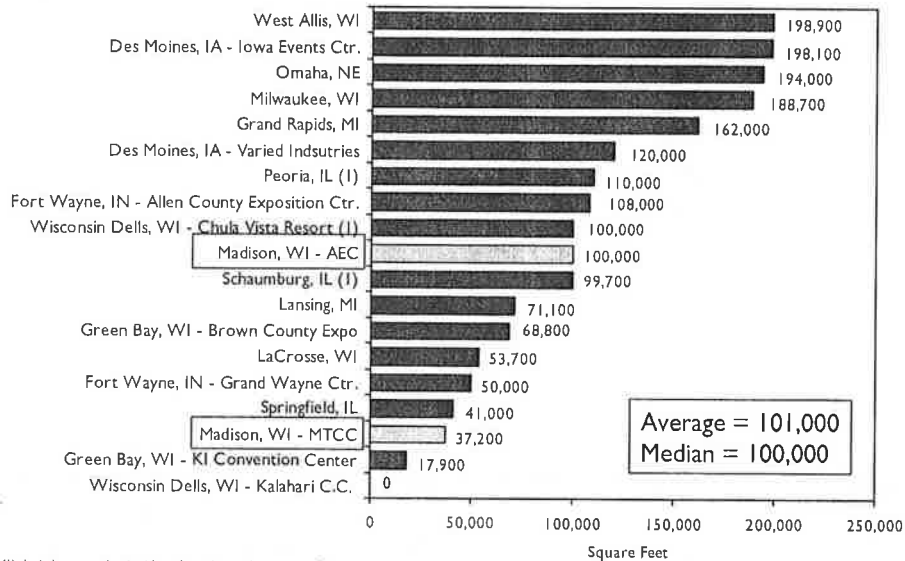 West Allis, WI 198,900
Des Moines, IA - Iowa Events Ctr. 198,100
Omaha, NE 194,000
Milwaukee, WI 188,700
Grand Rapids, MI 162,000
Des Moines, IA - Varied Indsutries 120,000
Peoria, IL (1) 110,000
Fort Wayne, IN - Allen County Exposition Ctr. 108,000
Wisconsin Dells, WI - Chula Vista Resort (1) 100,000
Madison, WI - AEC 100,000
Schaumburg, IL (1) 99,700
Lansing, MI 71,100
Green Bay, WI - Brown County Expo 68,800
LaCrosse, WI 53,700
Fort Wayne, IN - Grand Wayne Ctr. 50,000
Springfield, IL 41,000
Madison, WI - MTCC 37,200
Green Bay, WI - KI Convention Center 17,900
Wisconsin Dells, WI - Kalahari C.C. 0
Average = 101,000
Median = 100,000
0 50,000 100,000 150,000 200,000 250,000
Square Feet